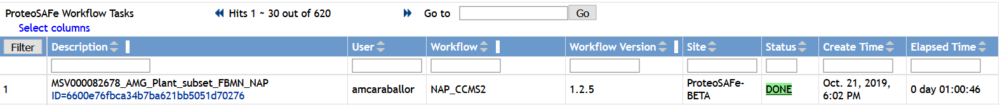 ProteoSAFe Workflow Tasks Hits 1 ~ 30 out of 620 Go to Go
Select columns
Filter Description User Workflow Workflow Version Site Status Create Time Elapsed Time
1 MSV000082678_AMG_Plant_subset_FBMN_NAP
ID=6600e76fbca34b7ba621bb5051d70276
amcaraballor NAP_CCMS2 1.2.5
ProteoSAFe-
BETA
DONE
Oct. 21, 2019,
6:02 PM
0 day 01:00:46